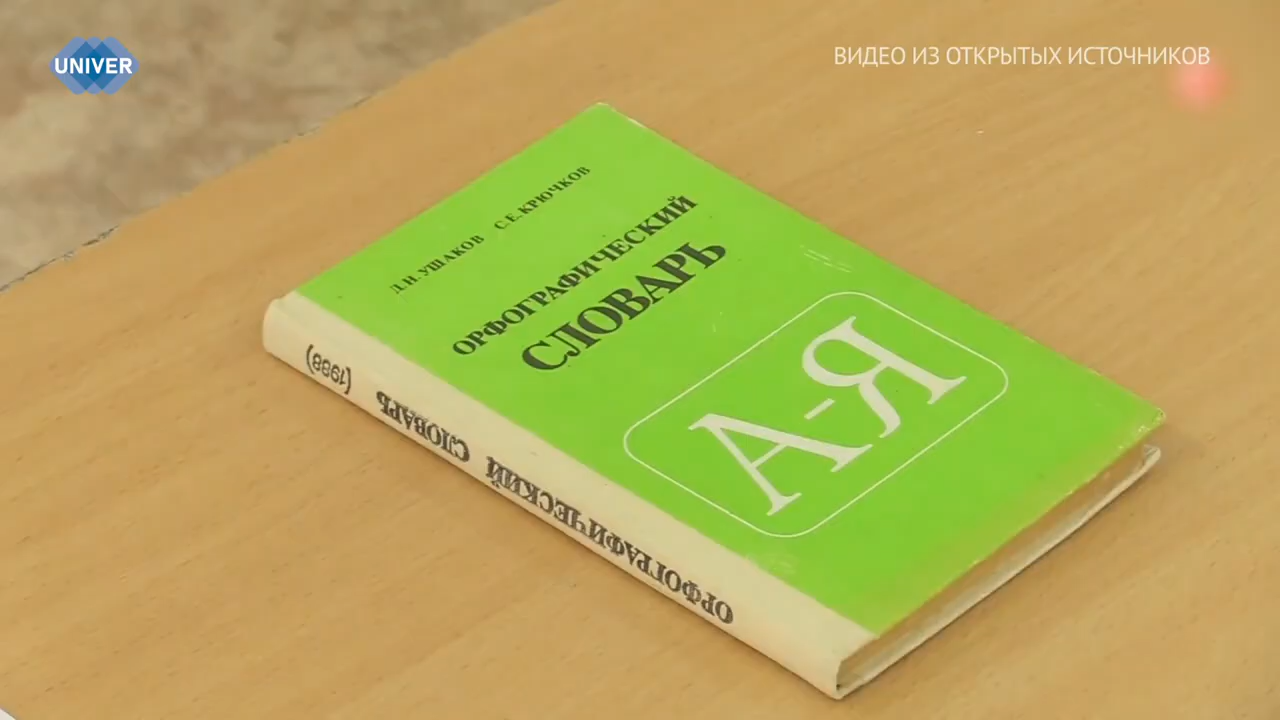 UNIVER
ВИДЕО ИЗ ОТКРЫТЫХ ИСТОЧНИКОВ
Д.Н.УШАКОВ С.Е.КРЮЧКОВ
ОРФОГРАФИЧЕСКИЙ
СЛОВАРЬ
А-Я
ОРФОГРАФИЧЕСКИЙ СЛОВАРЬ (1988)